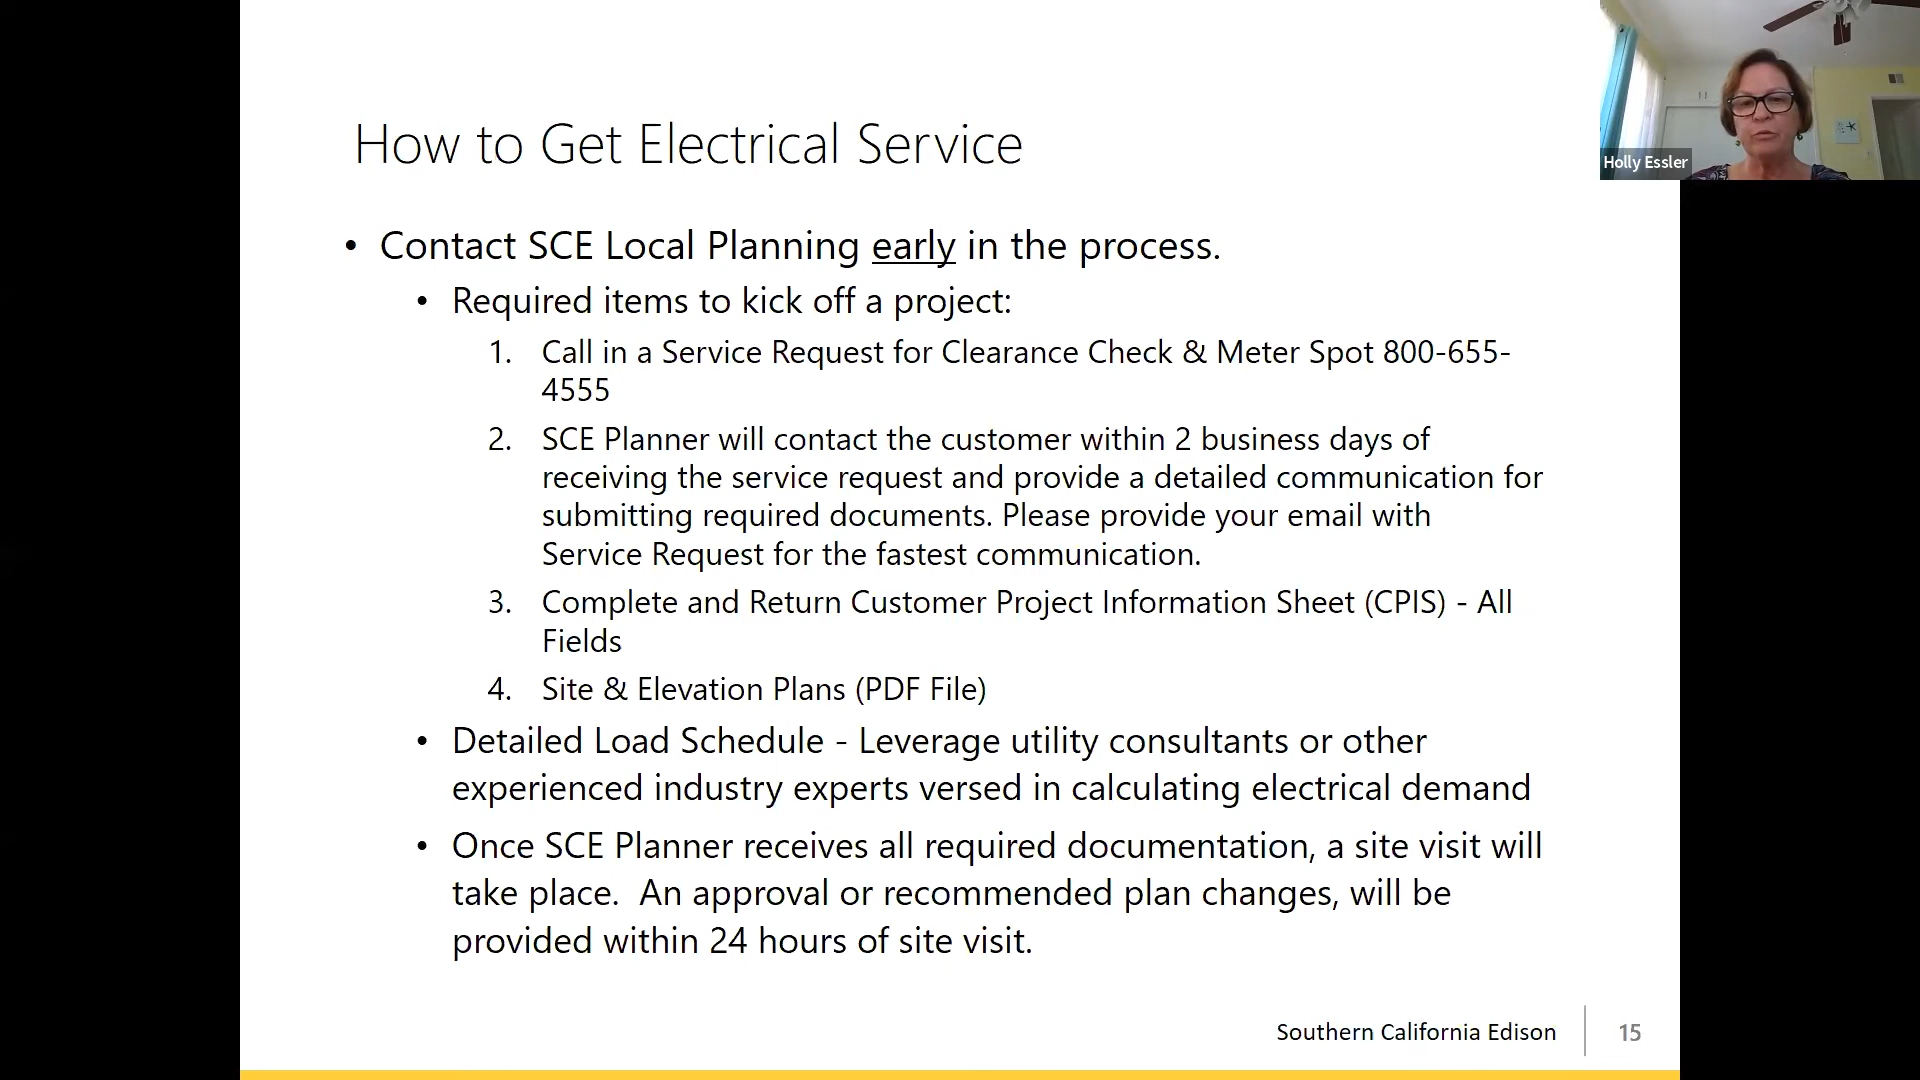 How to Get Electrical Service
Holly Essler
• Contact SCE Local Planning early in the process.
• Required items to kick off a project:
1. Call in a Service Request for Clearance Check & Meter Spot 800-655-
4555
2. SCE Planner will contact the customer within 2 business days of
receiving the service request and provide a detailed communication for
submitting required documents. Please provide your email with
Service Request for the fastest communication.
3. Complete and Return Customer Project Information Sheet (CPIS) - All
Fields
4. Site & Elevation Plans (PDF File)
• Detailed Load Schedule - Leverage utility consultants or other
experienced industry experts versed in calculating electrical demand
• Once SCE Planner receives all required documentation, a site visit will
take place.  An approval or recommended plan changes, will be
provided within 24 hours of site visit.
Southern California Edison
15